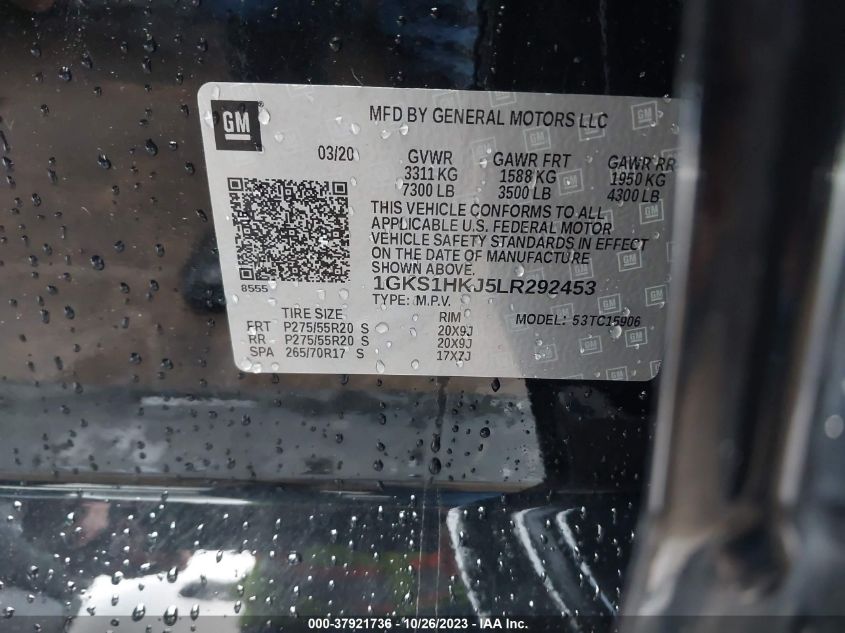 GM
MFD BY GENERAL MOTORS LLC
03/20 GVWR GAWR FRT GAWR RR
3311 KG 1588 KG 1950 KG
7300 LB 3500 LB 4300 LB
THIS VEHICLE CONFORMS TO ALL
APPLICABLE U.S. FEDERAL MOTOR
VEHICLE SAFETY STANDARDS IN EFFECT
ON THE DATE OF MANUFACTURE
SHOWN ABOVE.
8555 1GKS1HKJ5LR292453
TYPE: M.P.V. MODEL: 53TC15906
TIRE SIZE RIM
FRT P275/55R20 S 20X9J
RR P275/55R20 S 20X9J
SPA 265/70R17 S 17X7J
000-37921736 - 10/26/2023 - IAA Inc.